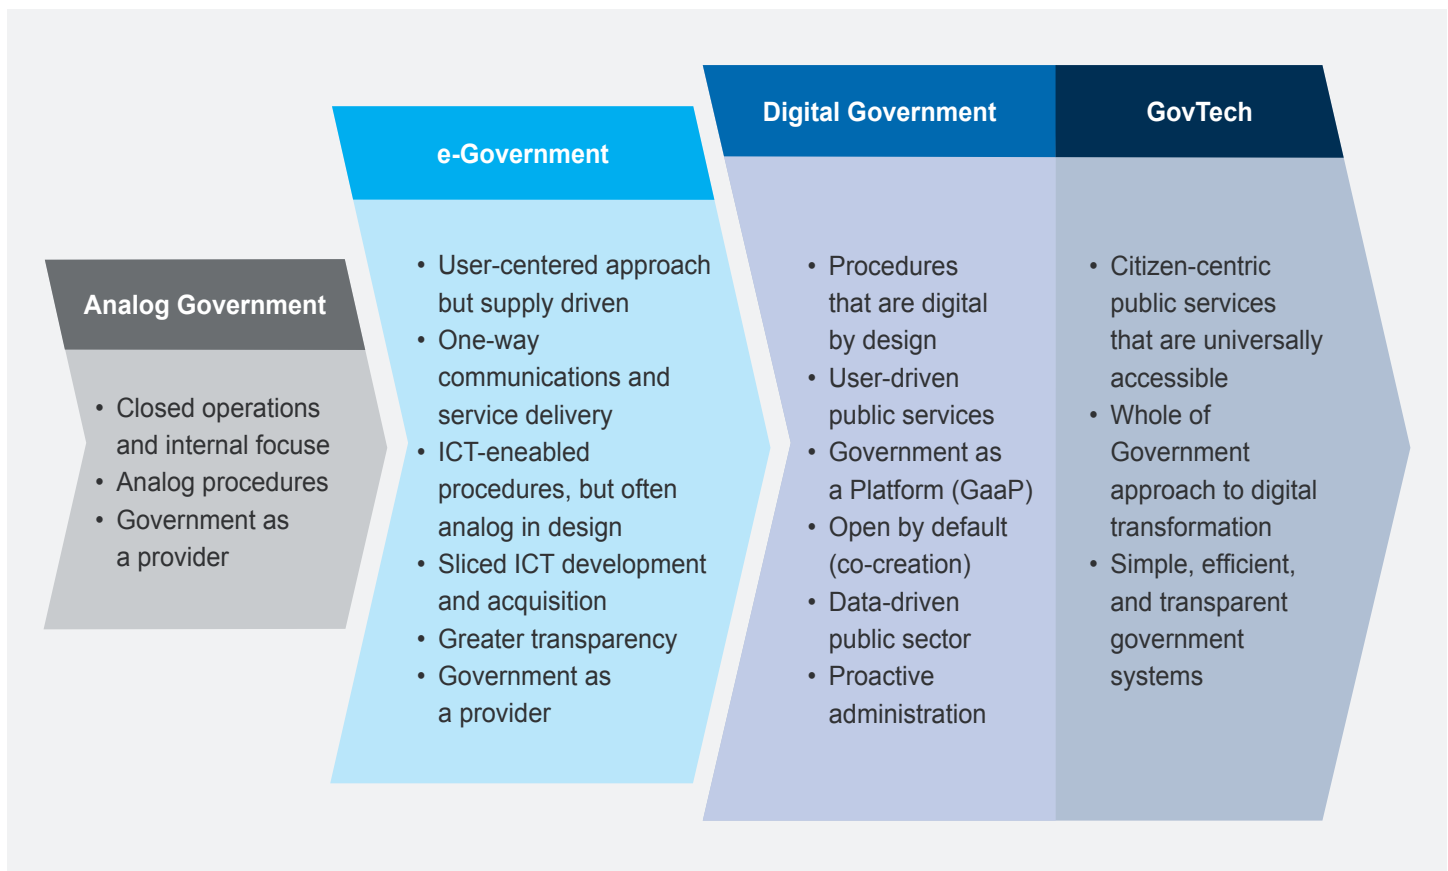 Analog Government
• Closed operations
and internal focuse
• Analog procedures
• Government as
a provider
e-Government
• User-centered approach
but supply driven
• One-way
communications and
service delivery
• ICT-eneabled
procedures, but often
analog in design
• Sliced ICT development
and acquisition
• Greater transparency
• Government as
a provider
Digital Government
• Procedures
that are digital
by design
• User-driven
public services
• Government as
a Platform (GaaP)
• Open by default
(co-creation)
• Data-driven
public sector
• Proactive
administration
GovTech
• Citizen-centric
public services
that are universally
accessible
• Whole of
Government
approach to digital
transformation
• Simple, efficient,
and transparent
government
systems